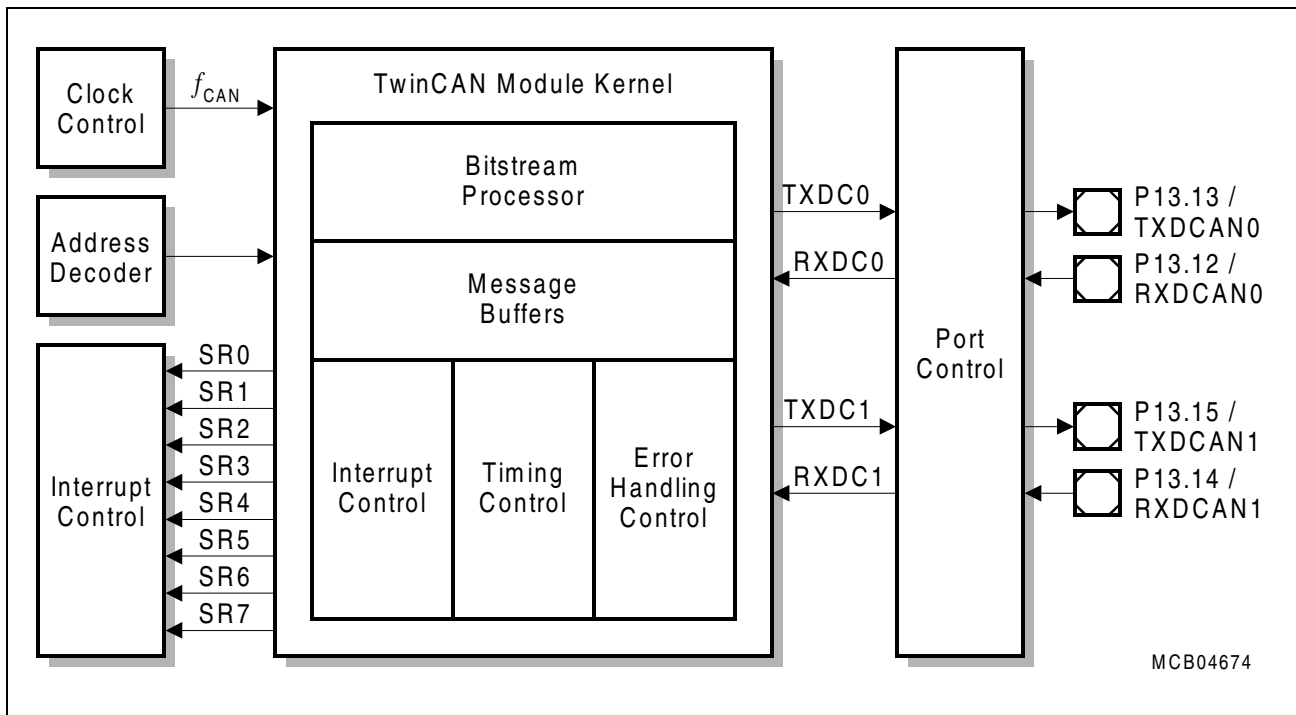 Clock
Control
fCAN
Address
Decoder
Interrupt
Control
SR0
SR1
SR2
SR3
SR4
SR5
SR6
SR7
TwinCAN Module Kernel
Bitstream
Processor
Message
Buffers
Interrupt
Control
Timing
Control
Error
Handling
Control
TXDC0
RXDC0
TXDC1
RXDC1
Port
Control
P13.13 /
TXDCAN0
P13.12 /
RXDCAN0
P13.15 /
TXDCAN1
P13.14 /
RXDCAN1
MCB04674